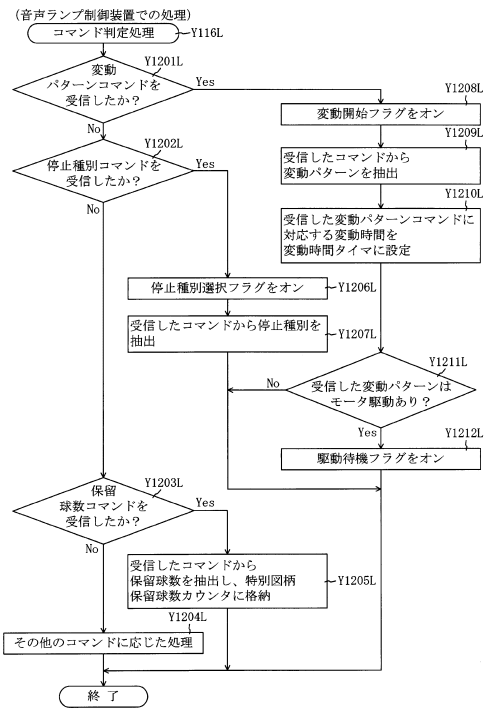 (音声ランプ制御装置での処理)
コマンド判定処理
Y116L
変動
パターンコマンドを
受信したか？
Y1201L
Yes
No
変動開始フラグをオン
Y1208L
受信したコマンドから
変動パターンを抽出
Y1209L
受信した変動パターンコマンドに
対応する変動時間を
変動時間タイマに設定
Y1210L
停止種別コマンドを
受信したか？
Y1202L
Yes
No
停止種別選択フラグをオン
Y1206L
受信したコマンドから停止種別を
抽出
Y1207L
受信した変動パターンは
モータ駆動あり？
Y1211L
No
Yes
駆動待機フラグをオン
Y1212L
保留
球数コマンドを
受信したか？
Y1203L
Yes
No
受信したコマンドから
保留球数を抽出し、特別図柄
保留球数カウンタに格納
Y1205L
その他のコマンドに応じた処理
Y1204L
終了